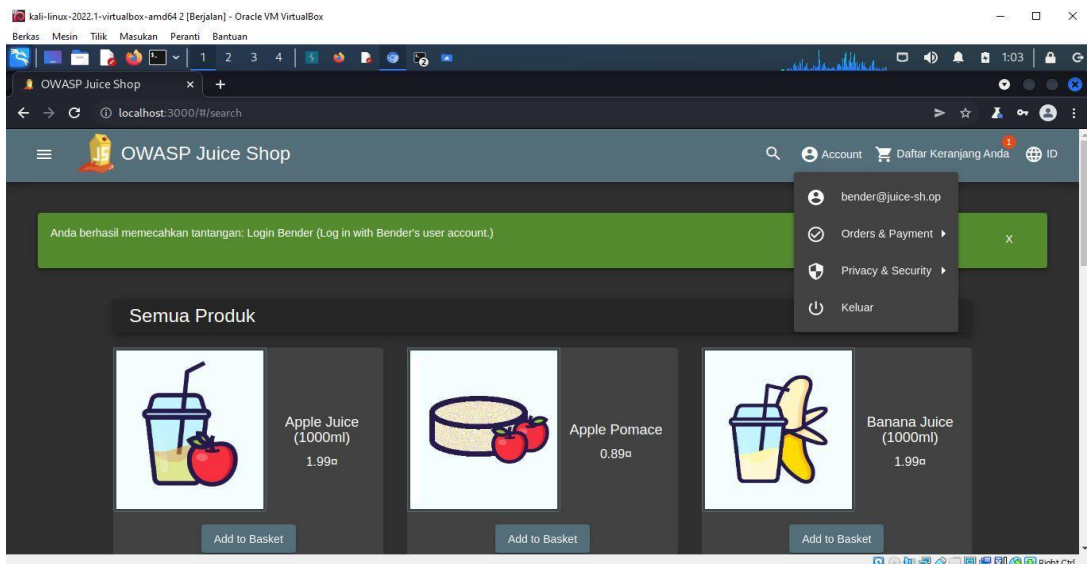 kali-linux-2022.1-virtualbox-amd64 2 [Berjalan] - Oracle VM VirtualBox
Berkas Mesin Tilik Masukan Peranti Bantuan
1 2 3 4 1:03
OWASP Juice Shop
localhost:3000/#/search
OWASP Juice Shop Account Daftar Keranjang Anda 1 ID
bender@juice-sh.op
Anda berhasil memecahkan tantangan: Login Bender (Log in with Bender's user account.) X
Orders & Payment
Privacy & Security
Keluar
Semua Produk
Apple Juice
(1000ml)
1.99¤
Add to Basket
Apple Pomace
0.89¤
Add to Basket
Banana Juice
(1000ml)
1.99¤
Add to Basket
Right Ctrl